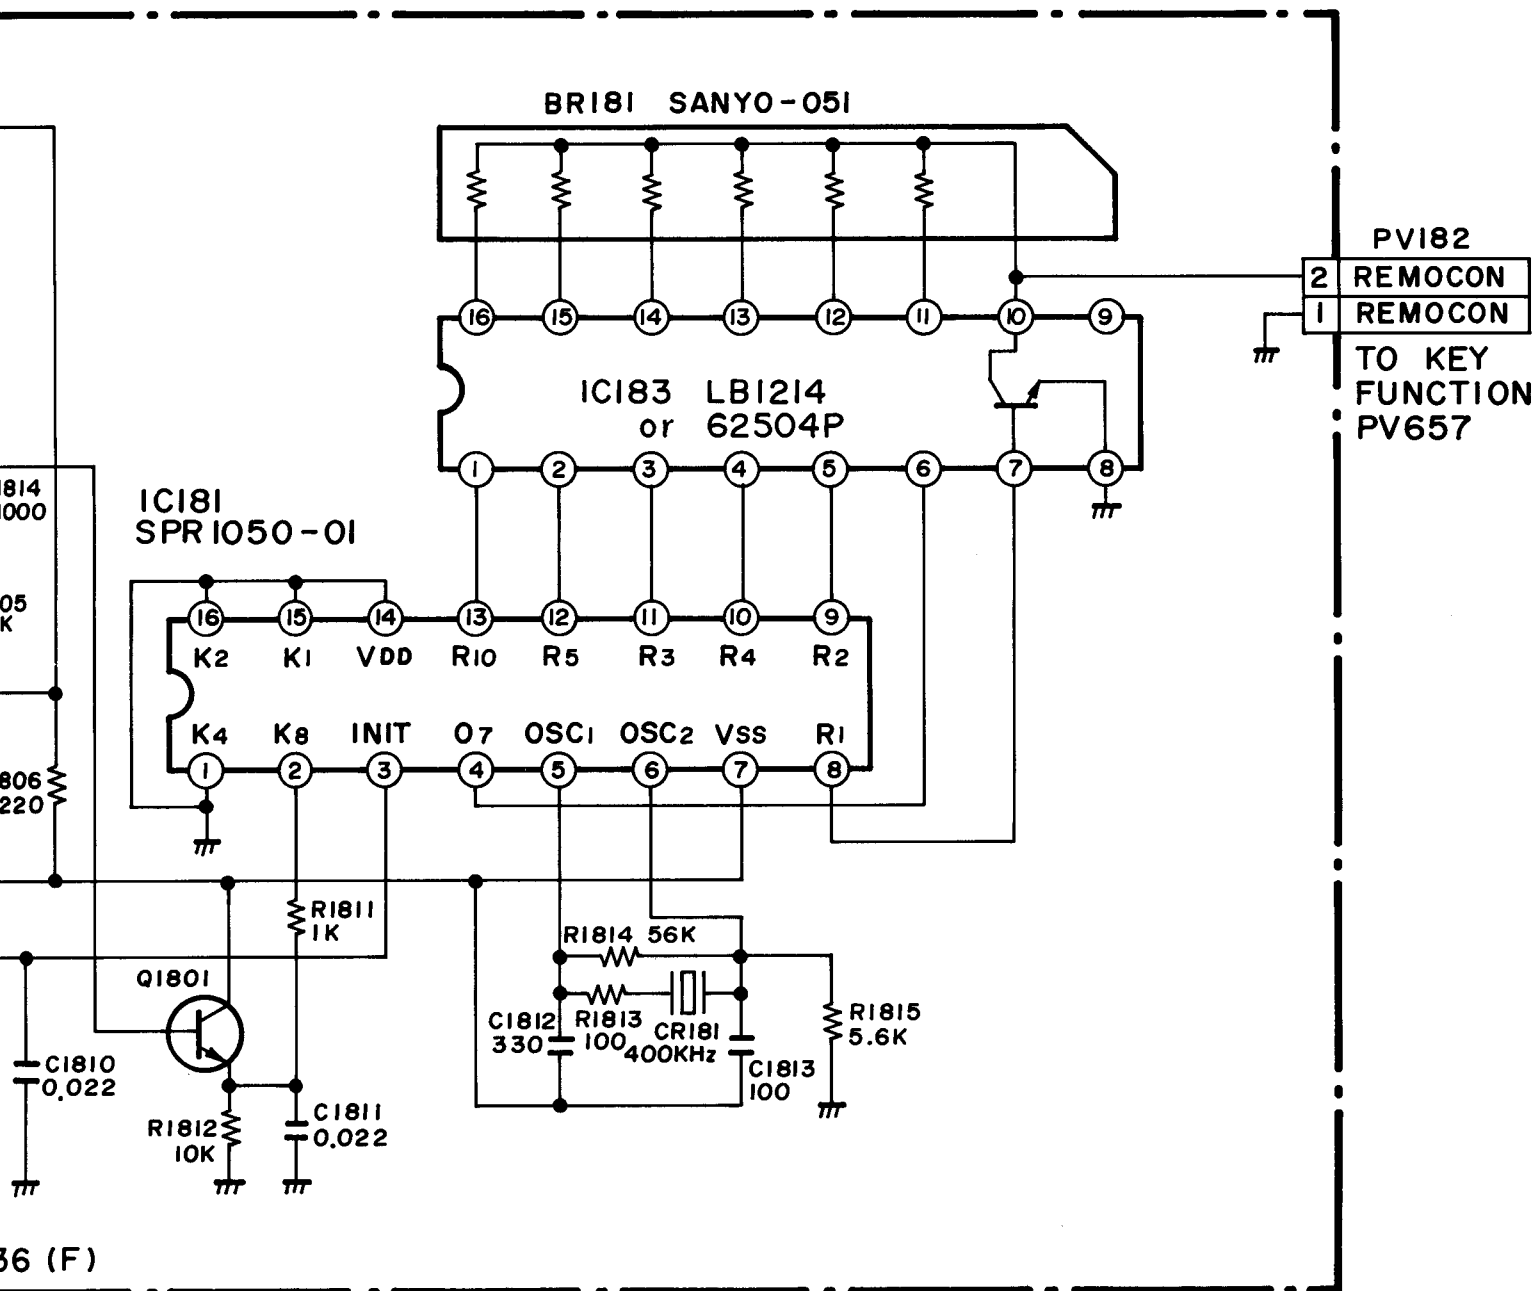 BR181 SANYO-051
PV182
2 REMOCON
1 REMOCON
TO KEY
FUNCTION
PV657
16 15 14 13 12 11 10 9
IC183 LB1214
or 62504P
1 2 3 4 5 6 7 8
1814
1000
IC181
SPR1050-01
05
K
16 15 14 13 12 11 10 9
K2 K1 VDD R10 R5 R3 R4 R2
K4 K8 INIT O7 OSC1 OSC2 VSS R1
1 2 3 4 5 6 7 8
806
220
R1811
1K
R1814 56K
Q1801
C1812
330
R1813
100
CR181
400KHz
R1815
5.6K
C1813
100
C1810
0.022
R1812
10K
C1811
0.022
36 (F)